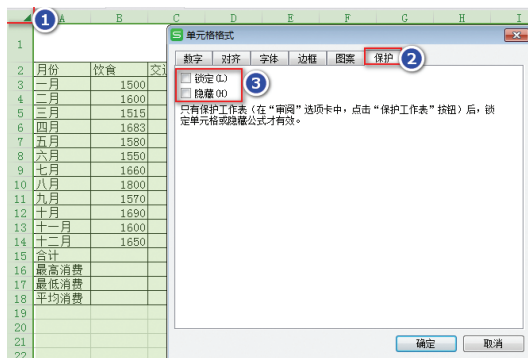 1
A B C D E F G H I
S 单元格格式
数字 对齐 字体 边框 图案 保护 2
1
锁定(L) 3
隐藏(H)
只有保护工作表（在“审阅”选项卡中，点击“保护工作表”按钮）后，锁
定单元格或隐藏公式才有效。
2 月份 饮食
3 一月 1500
4 二月 1600
5 三月 1515
6 四月 1683
7 五月 1580
8 六月 1550
9 七月 1660
10 八月 1800
11 九月 1570
12 十月 1690
13 十一月 1600
14 十二月 1650
15 合计
16 最高消费
17 最低消费
18 平均消费
19
20
21
22
确定 取消